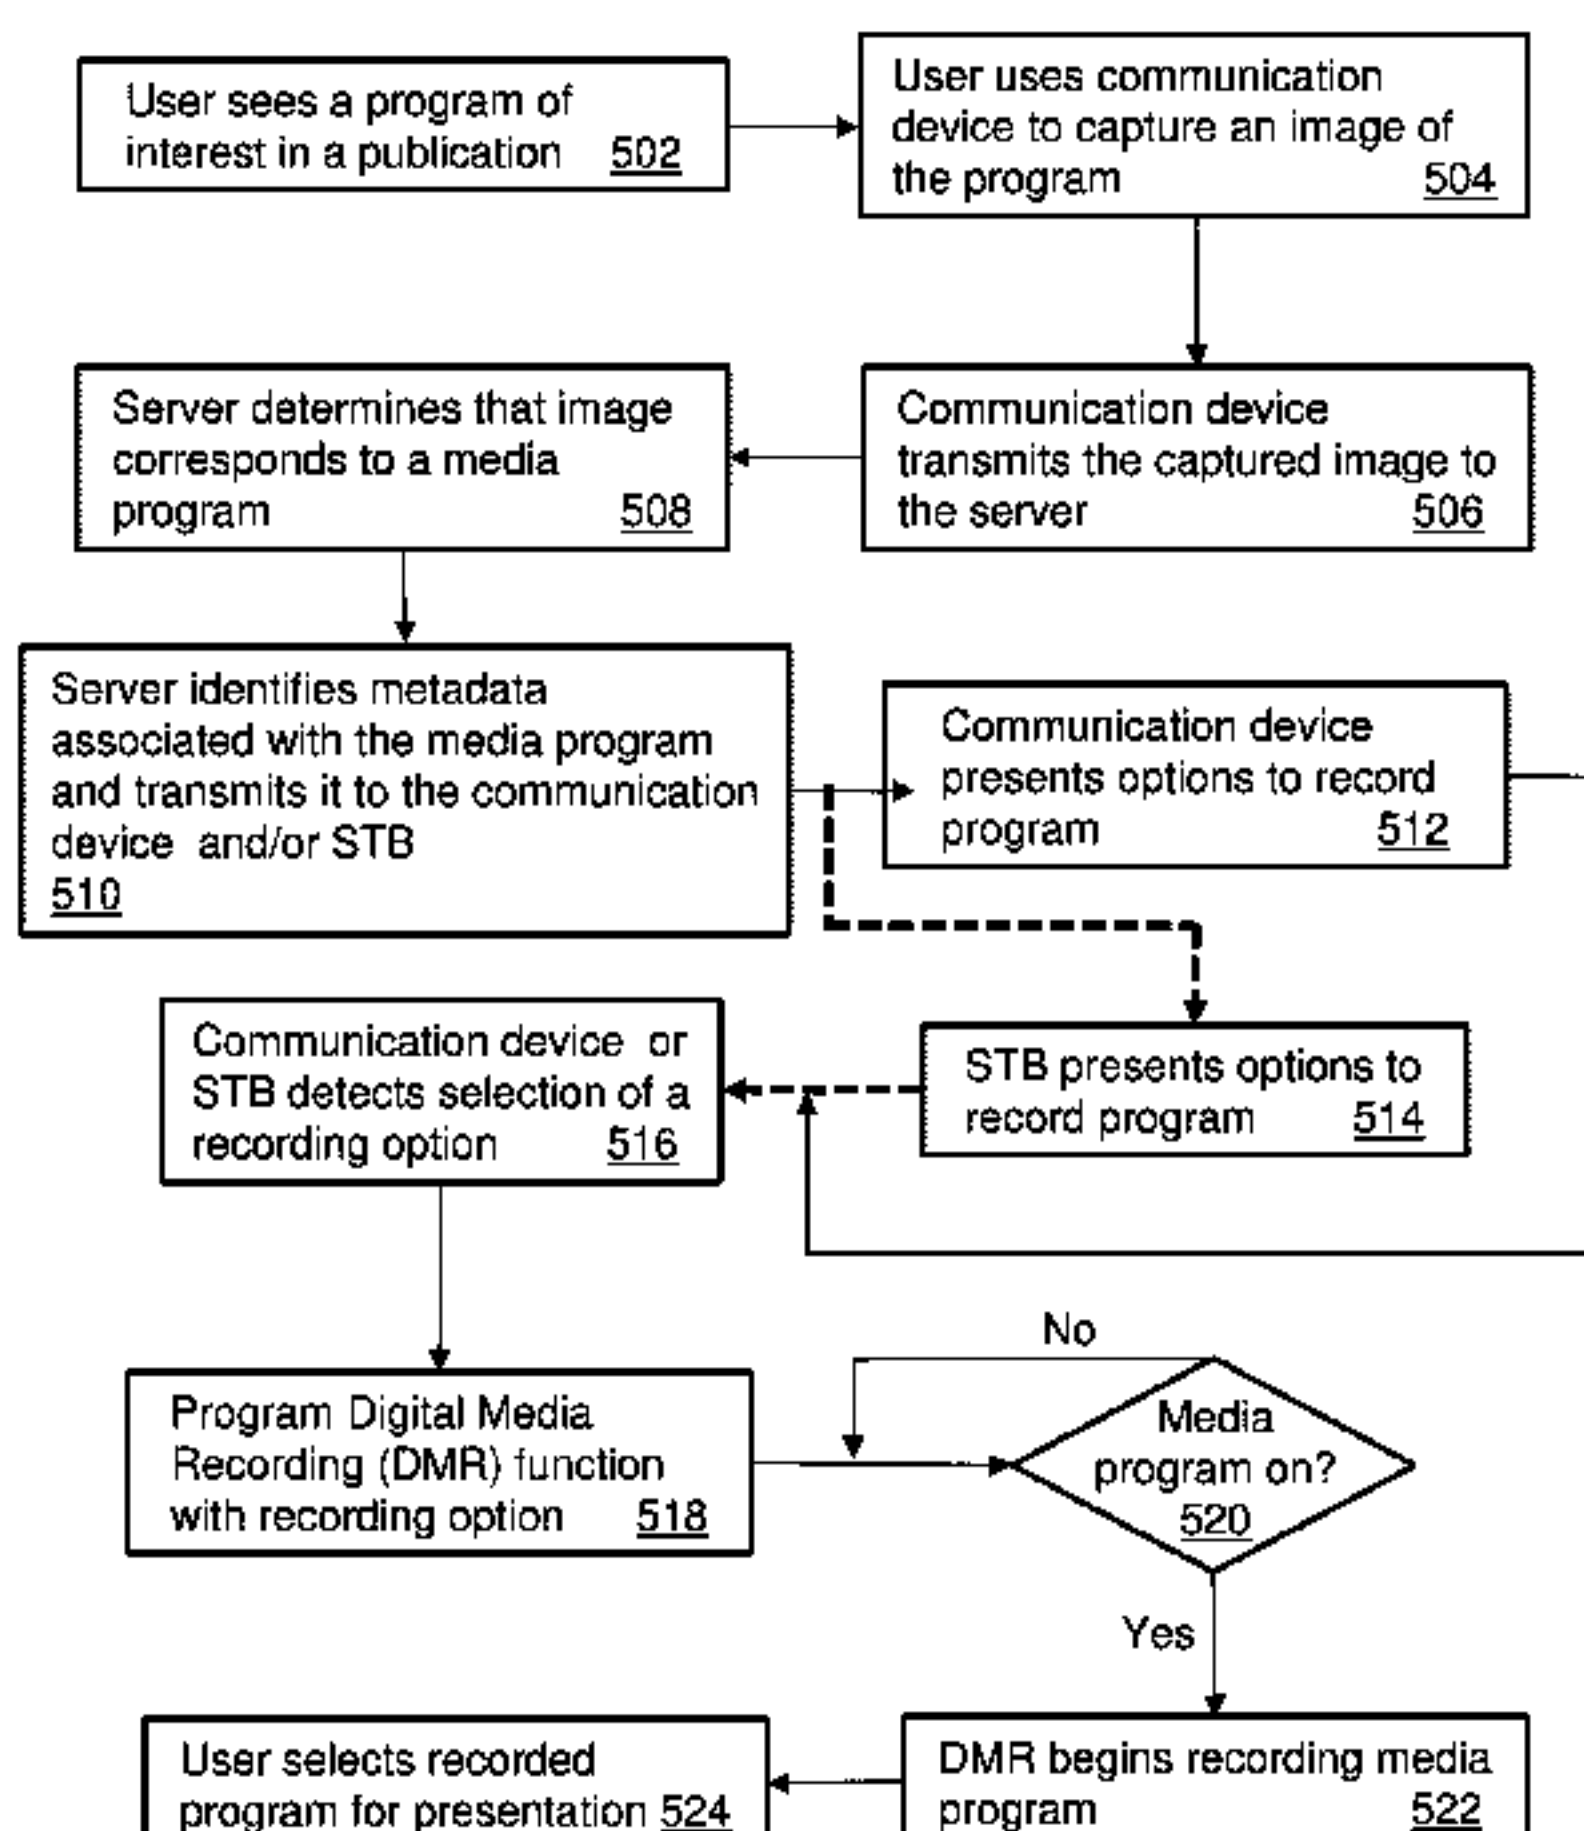 User sees a program of
interest in a publication 502
User uses communication
device to capture an image of
the program 504
Communication device
transmits the captured image to
the server 506
Server determines that image
corresponds to a media
program 508
Server identifies metadata
associated with the media program
and transmits it to the communication
device and/or STB
510
Communication device
presents options to record
program 512
STB presents options to
record program 514
Communication device or
STB detects selection of a
recording option 516
Program Digital Media
Recording (DMR) function
with recording option 518
No
Media
program on?
520
Yes
DMR begins recording media
program 522
User selects recorded
program for presentation 524